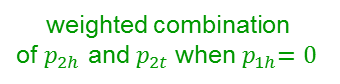 weighted combination
of p₂ₕ and p₂ₜ when p₁ₕ= 0